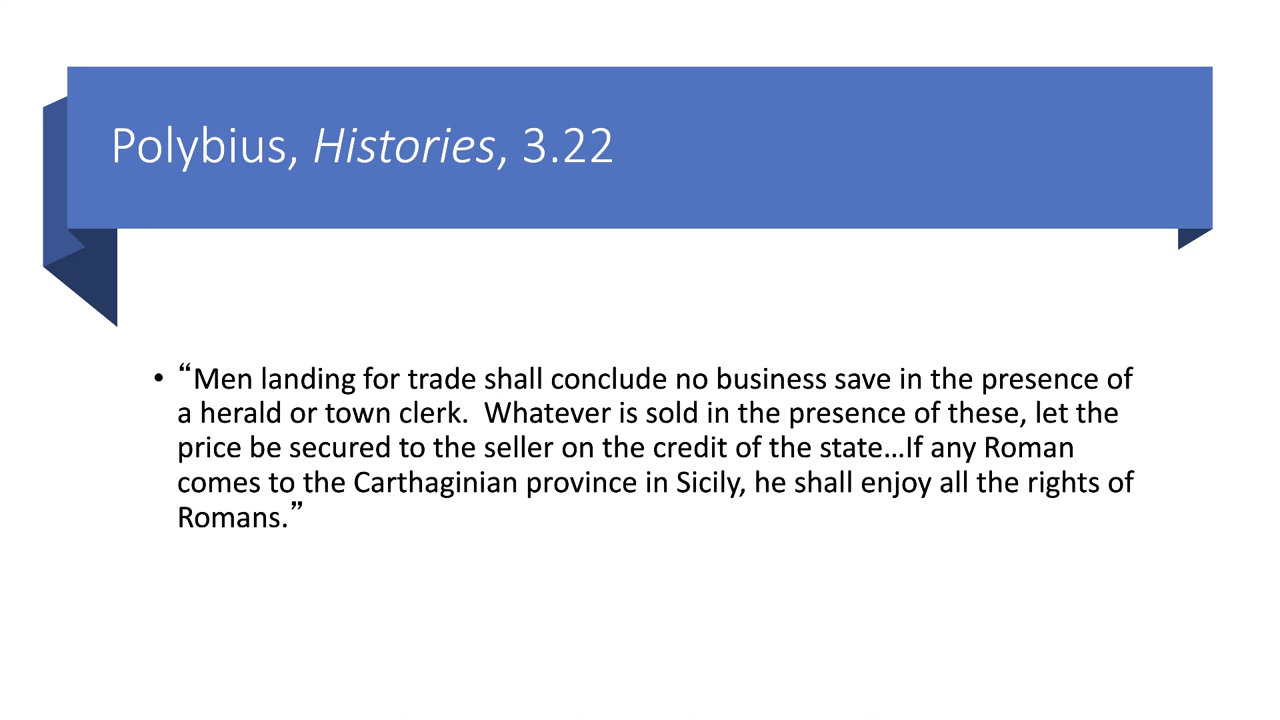 Polybius, Histories, 3.22
• “Men landing for trade shall conclude no business save in the presence of
a herald or town clerk.  Whatever is sold in the presence of these, let the
price be secured to the seller on the credit of the state…If any Roman
comes to the Carthaginian province in Sicily, he shall enjoy all the rights of
Romans.”